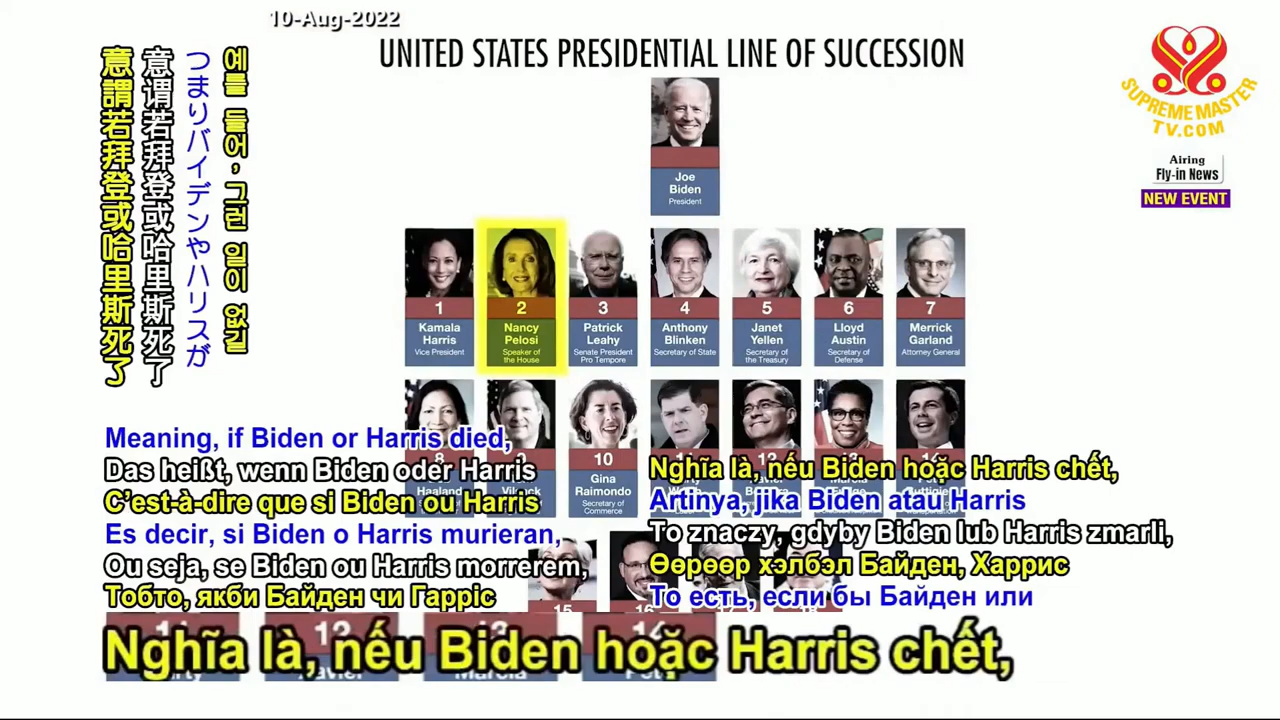 10-Aug-2022
UNITED STATES PRESIDENTIAL LINE OF SUCCESSION
SUPREME MASTER
TV.COM
Airing
Fly-in News
NEW EVENT
예를 들어, 그런 일이 없길
つまりバイデンやハリスが
意谓若拜登或哈里斯死了
意謂若拜登或哈里斯死了
Joe
Biden
President
1
Kamala
Harris
Vice President
2
Nancy
Pelosi
Speaker of
the House
3
Patrick
Leahy
Senate President
Pro Tempore
4
Anthony
Blinken
Secretary of State
5
Janet
Yellen
Secretary of
the Treasury
6
Lloyd
Austin
Secretary of
Defense
7
Merrick
Garland
Attorney General
8
Haaland
9
10
Gina
Raimondo
Secretary of
Commerce
15
16
Meaning, if Biden or Harris died,
Das heißt, wenn Biden oder Harris
C'est-à-dire que si Biden ou Harris
Es decir, si Biden o Harris murieran,
Ou seja, se Biden ou Harris morrerem,
Тобто, якби Байден чи Гарріс
Nghĩa là, nếu Biden hoặc Harris chết,
Artinya, jika Biden atau Harris
To znaczy, gdyby Biden lub Harris zmarli,
Өөрөөр хэлбэл Байден, Харрис
То есть, если бы Байден или
Nghĩa là, nếu Biden hoặc Harris chết,